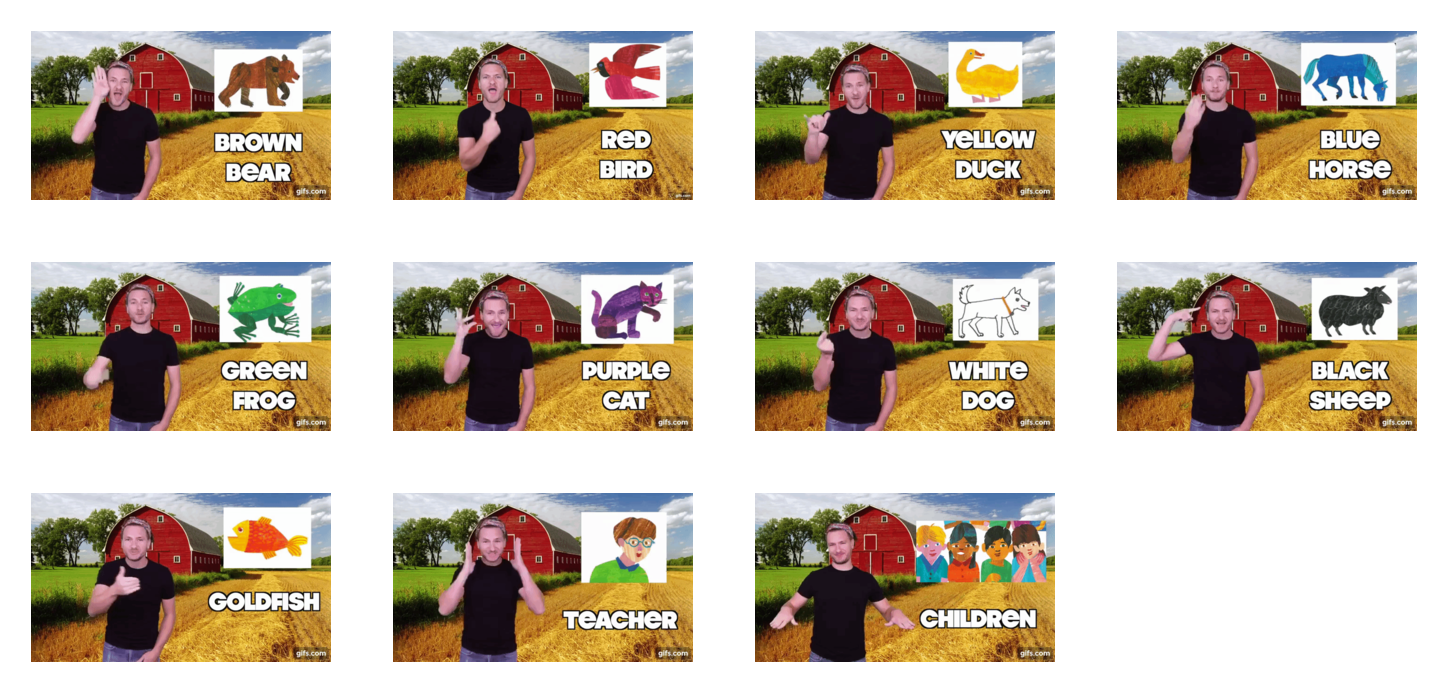 BROWN
BEAR
gifs.com
RED
BIRD
gifs.com
YELLOW
DUCK
gifs.com
BLUE
HORSE
gifs.com
GREEN
FROG
gifs.com
PURPLE
CAT
gifs.com
WHITE
DOG
gifs.com
BLACK
SHEEP
gifs.com
GOLDFISH
gifs.com
TEACHER
gifs.com
CHILDREN
gifs.com